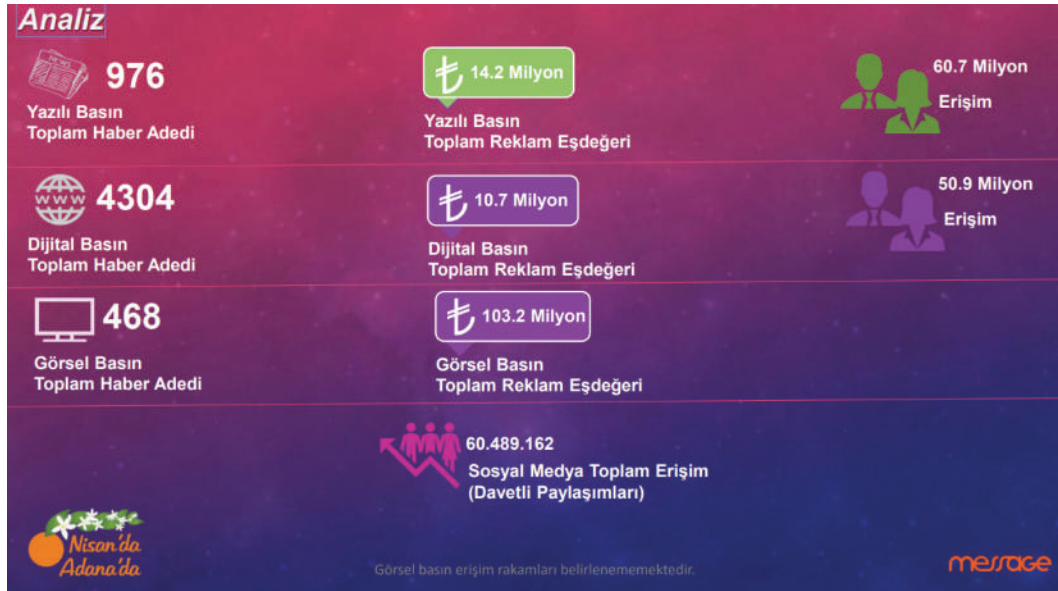 Analiz
NEWS
976
Yazılı Basın
Toplam Haber Adedi
14.2 Milyon
Yazılı Basın
Toplam Reklam Eşdeğeri
60.7 Milyon
Erişim
www
4304
Dijital Basın
Toplam Haber Adedi
10.7 Milyon
Dijital Basın
Toplam Reklam Eşdeğeri
50.9 Milyon
Erişim
468
Görsel Basın
Toplam Haber Adedi
103.2 Milyon
Görsel Basın
Toplam Reklam Eşdeğeri
60.489.162
Sosyal Medya Toplam Erişim
(Davetli Paylaşımları)
Nisan'da
Adana'da
Görsel basın erişim rakamları belirlenememektedir.
message